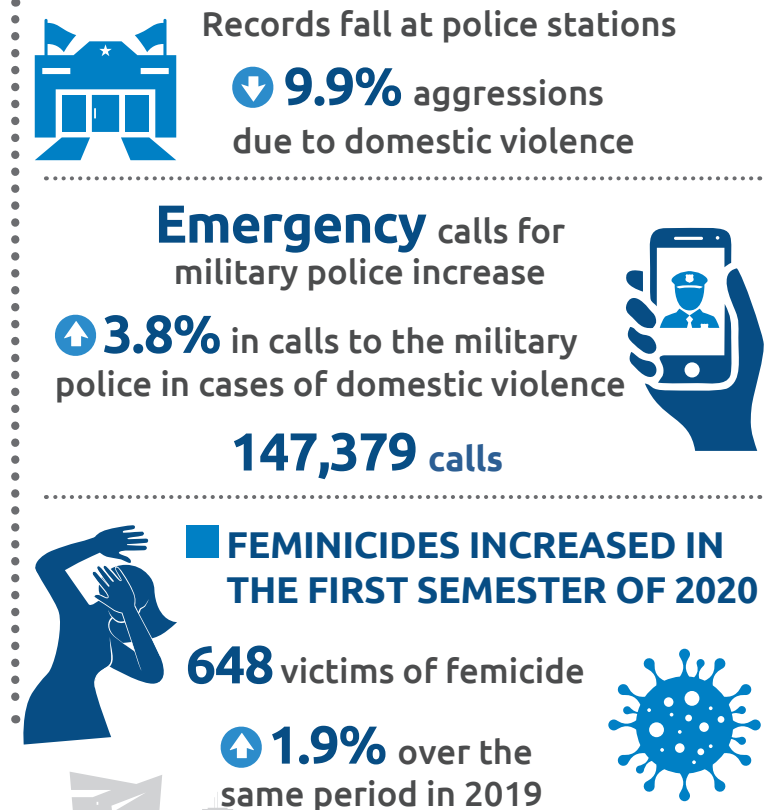 Records fall at police stations
9.9% aggressions
due to domestic violence
Emergency calls for
military police increase
3.8% in calls to the military
police in cases of domestic violence
147,379 calls
FEMINICIDES INCREASED IN
THE FIRST SEMESTER OF 2020
648 victims of femicide
1.9% over the
same period in 2019